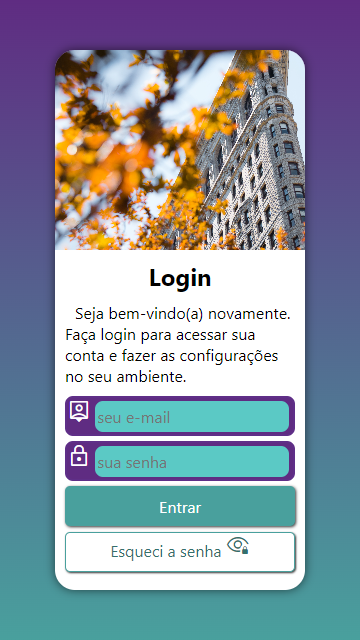 Login
Seja bem-vindo(a) novamente.
Faça login para acessar sua
conta e fazer as configurações
no seu ambiente.
seu e-mail
sua senha
Entrar
Esqueci a senha